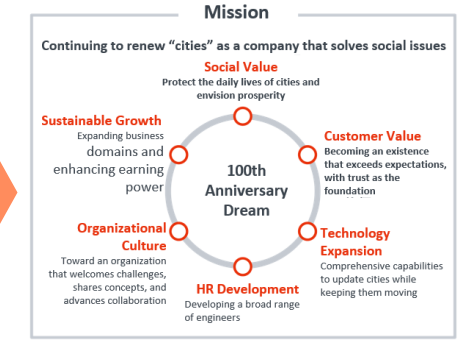 Mission
Continuing to renew “cities” as a company that solves social issues
Social Value
Protect the daily lives of cities and
envision prosperity
Sustainable Growth
Expanding business
domains and
enhancing earning
power
Customer Value
Becoming an existence
that exceeds expectations,
with trust as the
foundation
100th
Anniversary
Dream
Organizational
Culture
Toward an organization
that welcomes challenges,
shares concepts, and
advances collaboration
Technology
Expansion
Comprehensive capabilities
to update cities while
keeping them moving
HR Development
Developing a broad range
of engineers